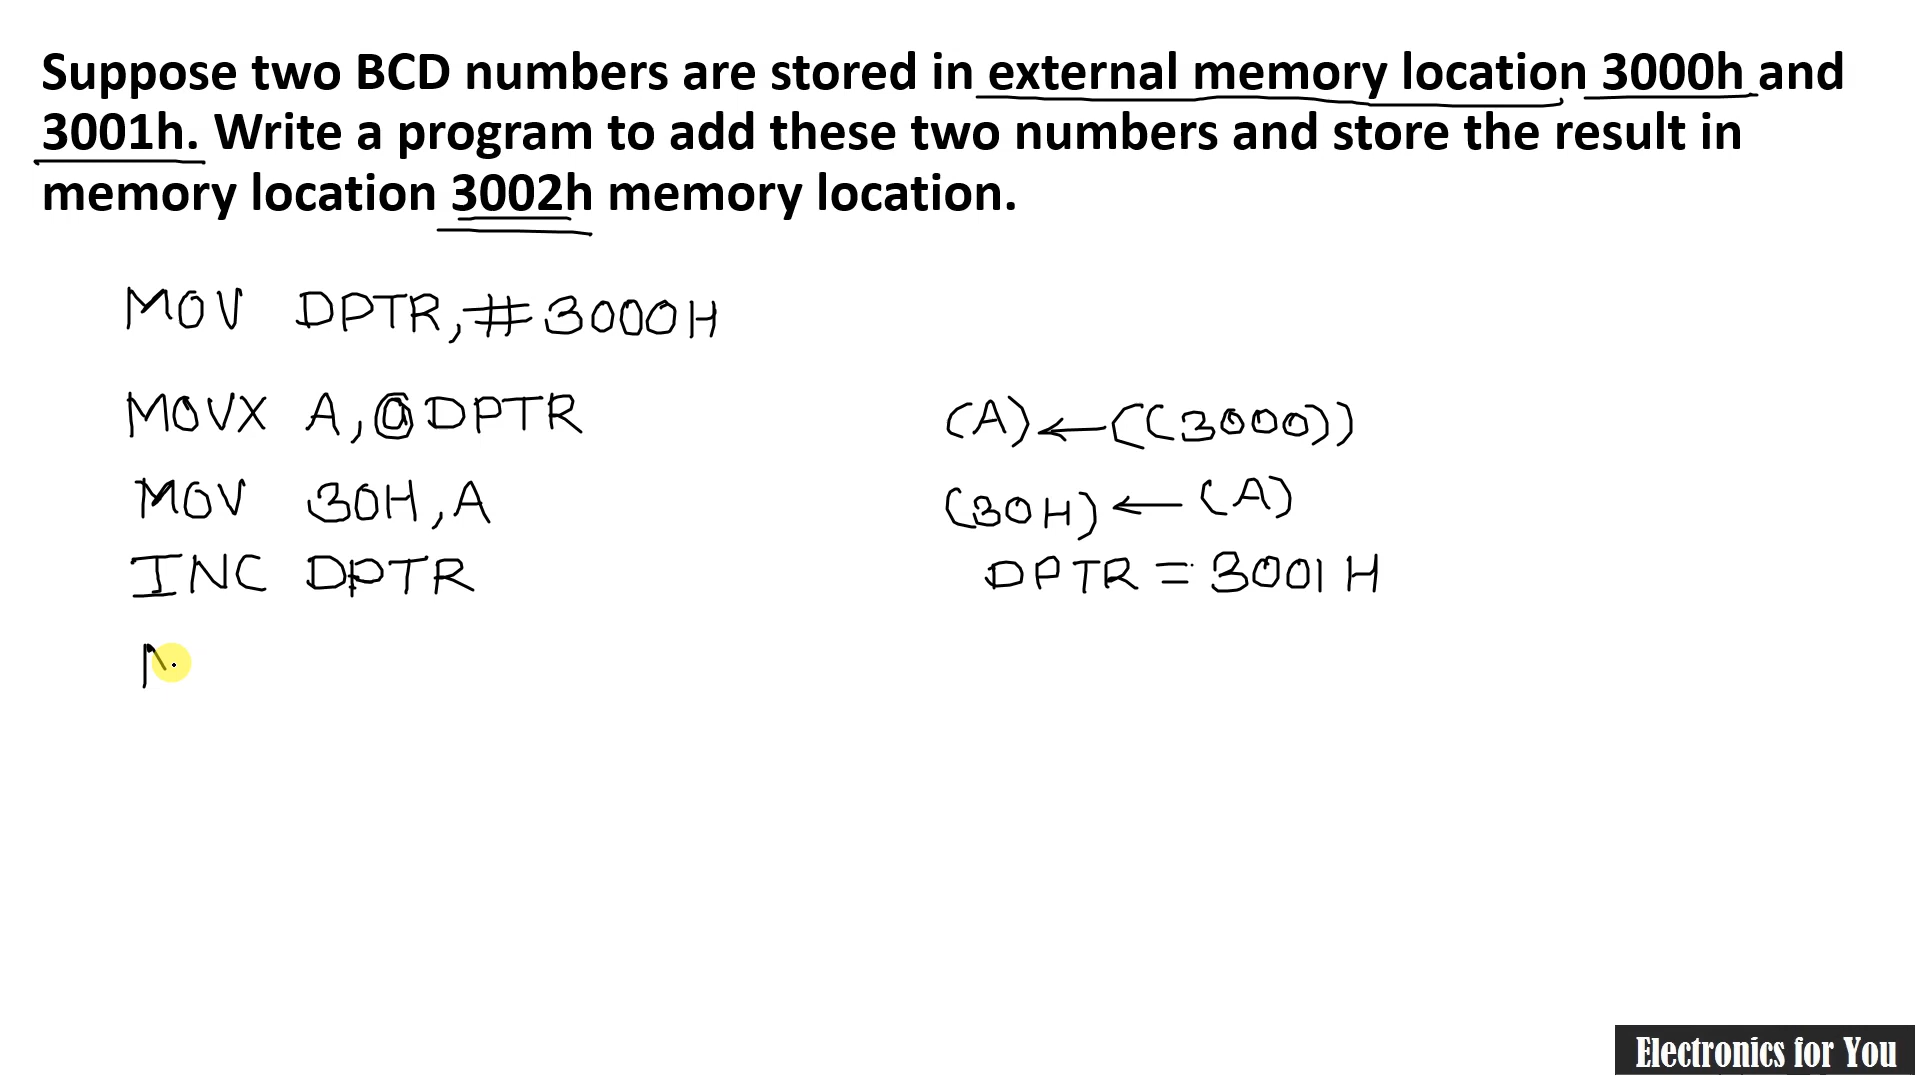 Suppose two BCD numbers are stored in external memory location 3000h and
3001h. Write a program to add these two numbers and store the result in
memory location 3002h memory location.
MOV DPTR, #3000H
MOVX A, @DPTR (A) ← ((3000))
MOV 30H, A (30H) ← (A)
INC DPTR DPTR = 3001H
Electronics for You